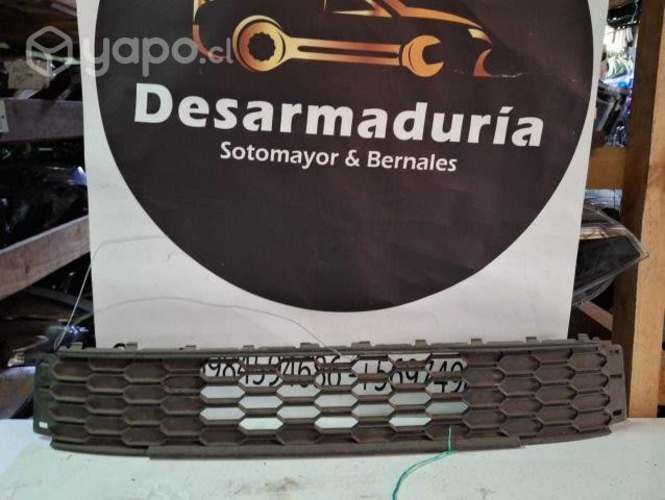 yapo.cl
Desarmaduría
Sotomayor & Bernales